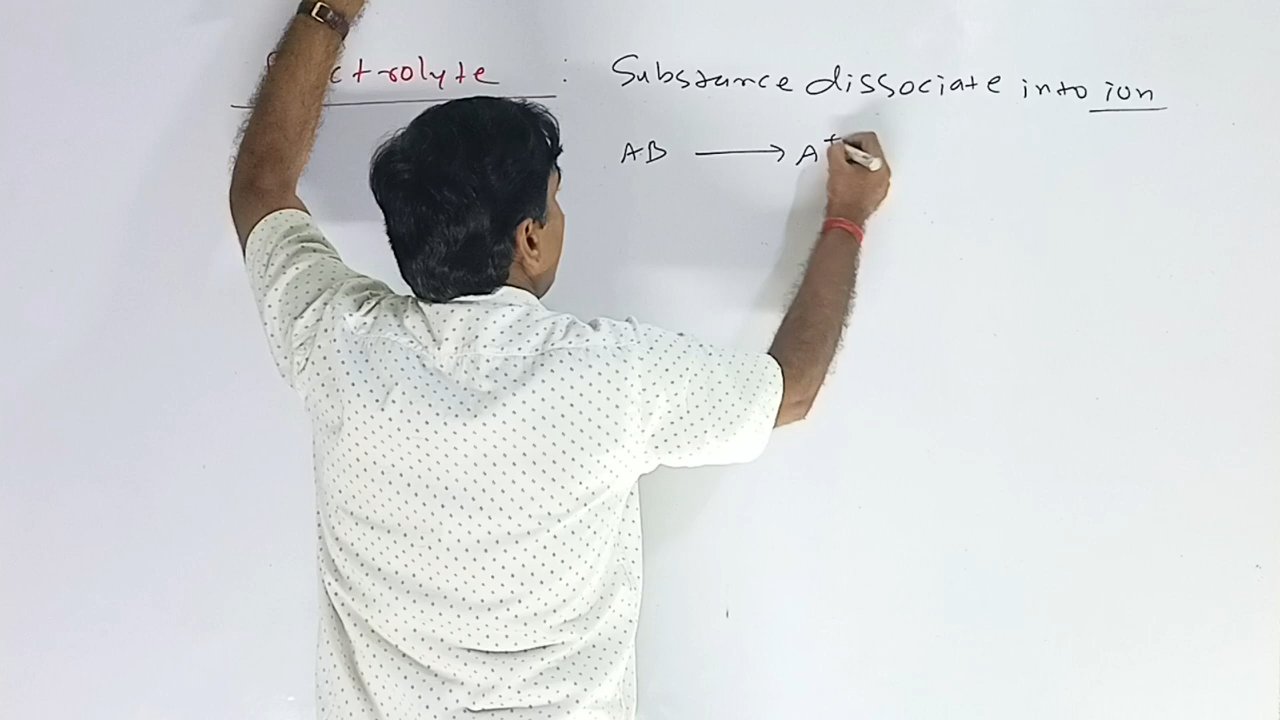 ctrolyte : Substance dissociate into ion
AB ⟶ A+